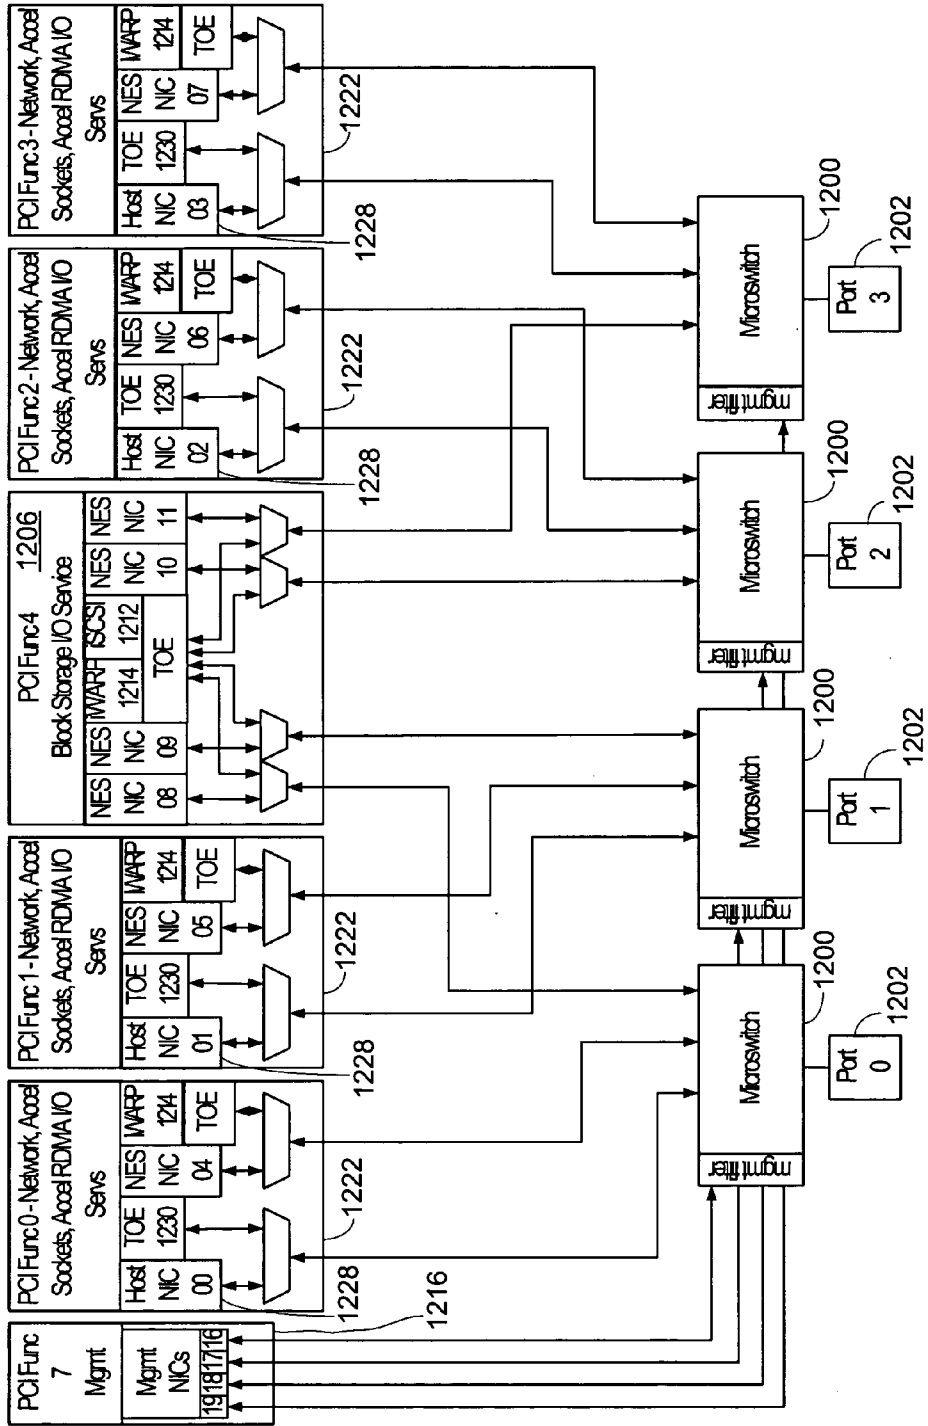 PCI Func
7
Mgmt
Mgmt
NICs
19 18 17 16
1216
PCI Func 0 - Network, Accel
Sockets, Accel RDMA I/O
Servs
Host
NIC
00
TOE
1230
NES
NIC
04
iWARP
1214
TOE
1228
1222
PCI Func 1 - Network, Accel
Sockets, Accel RDMA I/O
Servs
Host
NIC
01
TOE
1230
NES
NIC
05
iWARP
1214
TOE
1228
1222
PCI Func 4
1206
Block Storage I/O Service
NES
NIC
08
NES
NIC
09
iWARP
1214
iSCSI
1212
TOE
NES
NIC
10
NES
NIC
11
PCI Func 2 - Network, Accel
Sockets, Accel RDMA I/O
Servs
Host
NIC
02
TOE
1230
NES
NIC
06
iWARP
1214
TOE
1228
1222
PCI Func 3 - Network, Accel
Sockets, Accel RDMA I/O
Servs
Host
NIC
03
TOE
1230
NES
NIC
07
iWARP
1214
TOE
1228
1222
mgmt filter
Microswitch
1200
Port
0
1202
mgmt filter
Microswitch
1200
Port
1
1202
mgmt filter
Microswitch
1200
Port
2
1202
mgmt filter
Microswitch
1200
Port
3
1202